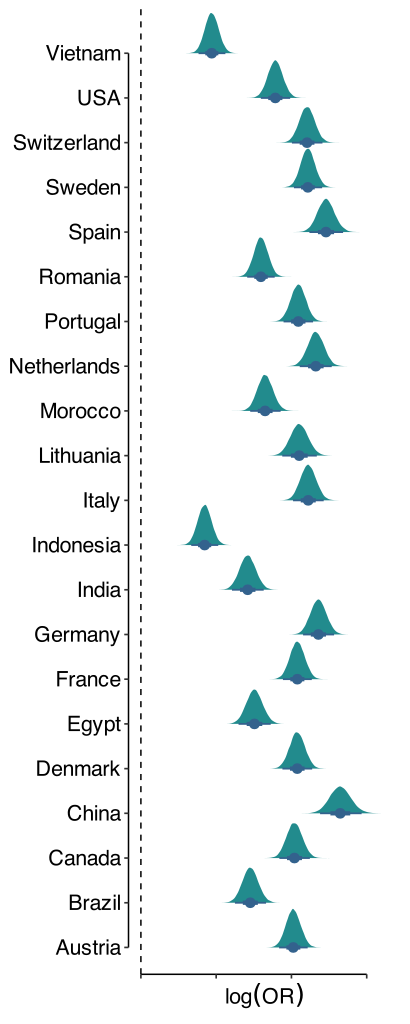 Vietnam
USA
Switzerland
Sweden
Spain
Romania
Portugal
Netherlands
Morocco
Lithuania
Italy
Indonesia
India
Germany
France
Egypt
Denmark
China
Canada
Brazil
Austria
log(OR)